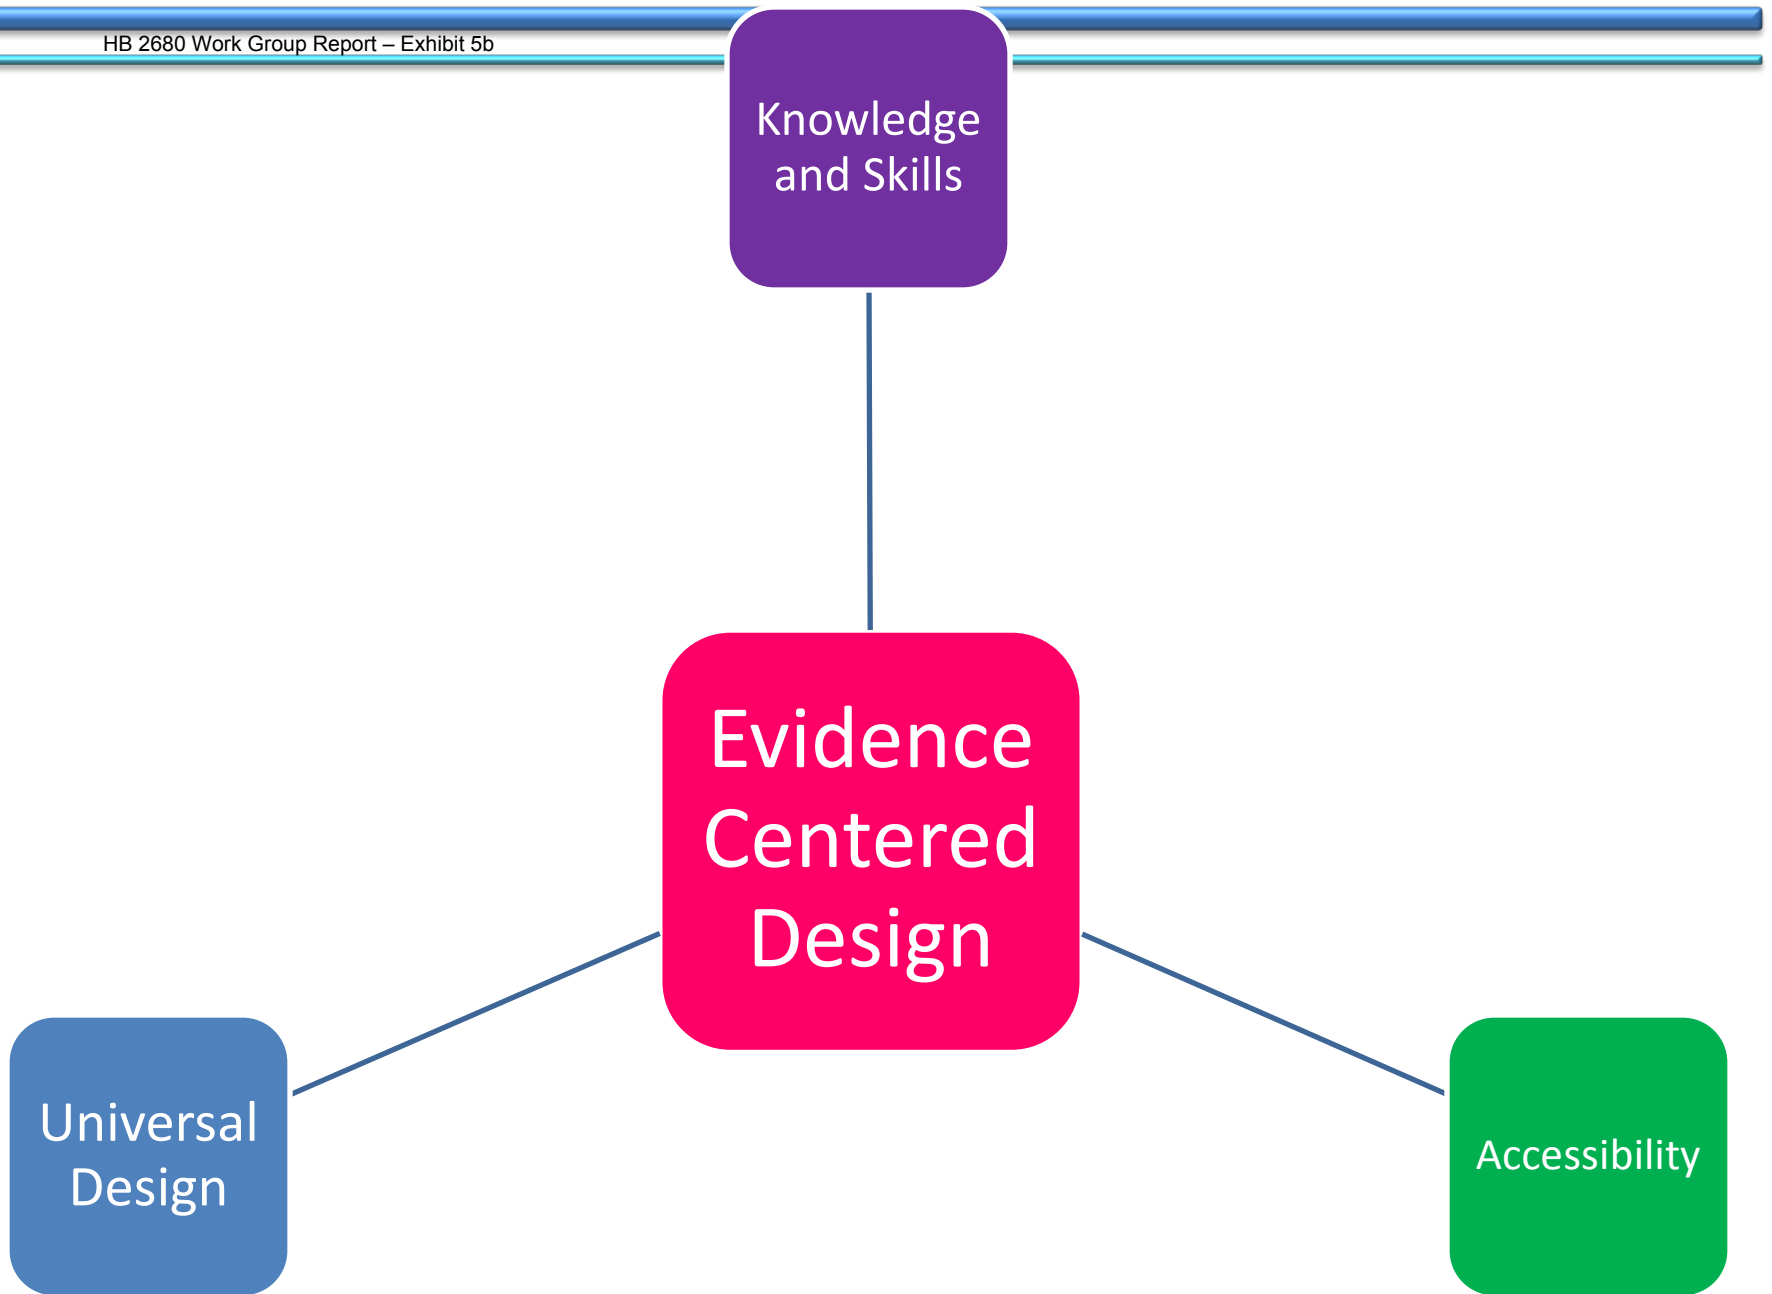 HB 2680 Work Group Report – Exhibit 5b
Knowledge
and Skills
Evidence
Centered
Design
Universal
Design
Accessibility